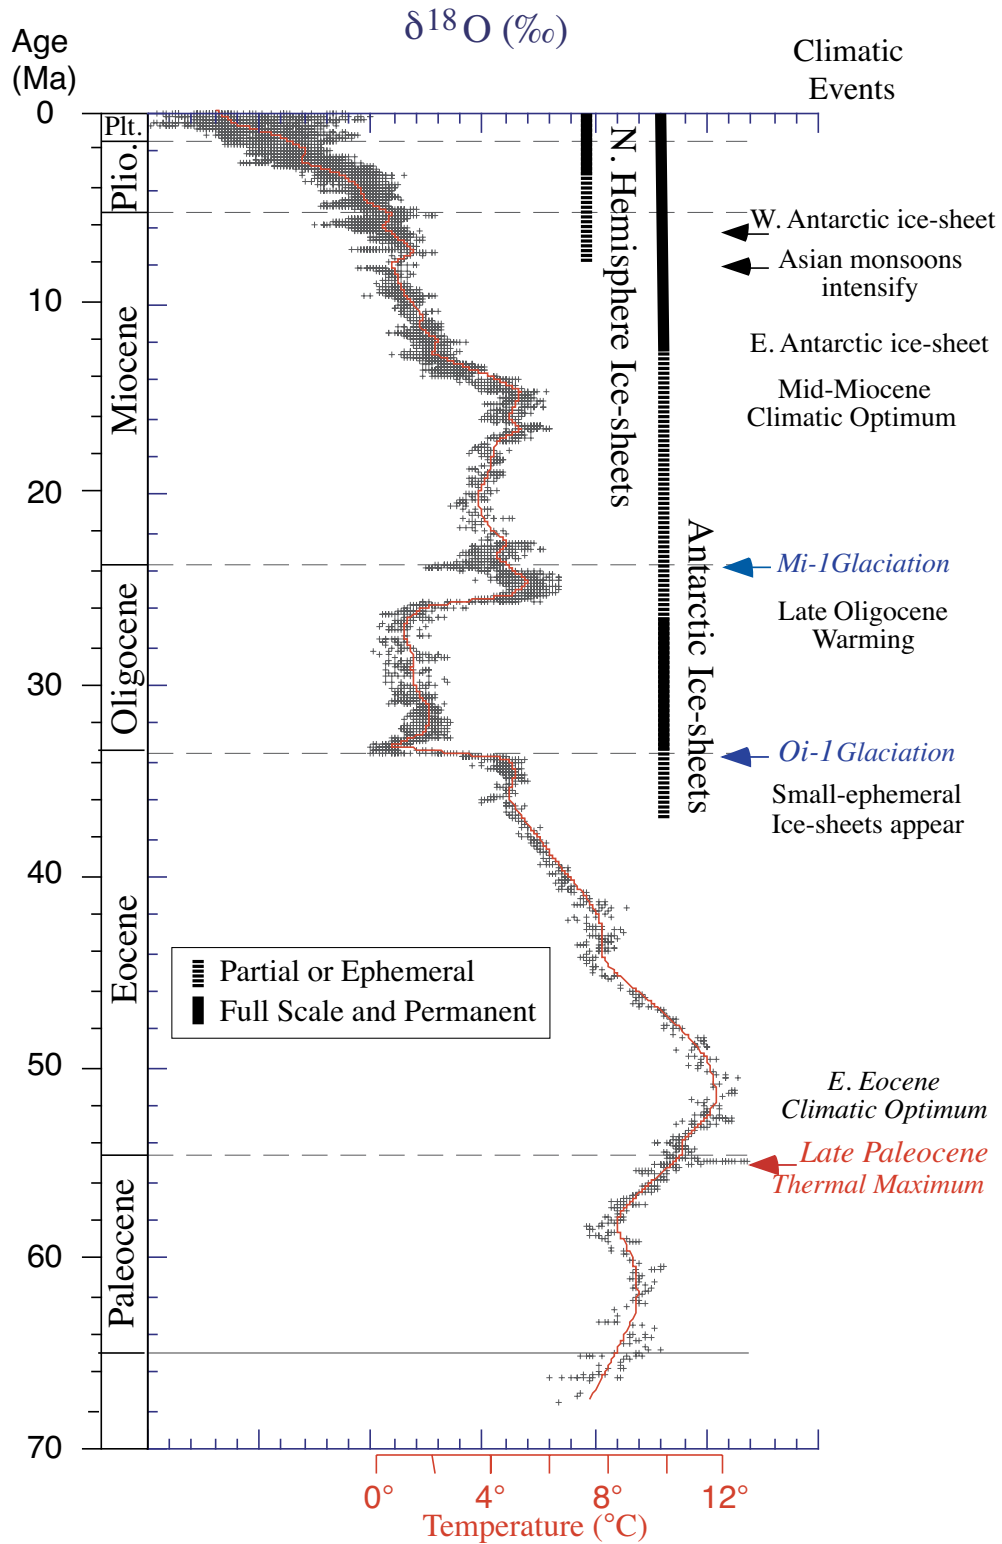 δ18O (‰)
Age
(Ma)
Climatic
Events
0
10
20
30
40
50
60
70
Plt.
Plio.
Miocene
Oligocene
Eocene
Paleocene
N. Hemisphere Ice-sheets
Antarctic Ice-sheets
W. Antarctic ice-sheet
Asian monsoons
intensify
E. Antarctic ice-sheet
Mid-Miocene
Climatic Optimum
Mi-1Glaciation
Late Oligocene
Warming
Oi-1 Glaciation
Small-ephemeral
Ice-sheets appear
Partial or Ephemeral
Full Scale and Permanent
E. Eocene
Climatic Optimum
Late Paleocene
Thermal Maximum
0° 4° 8° 12°
Temperature (°C)